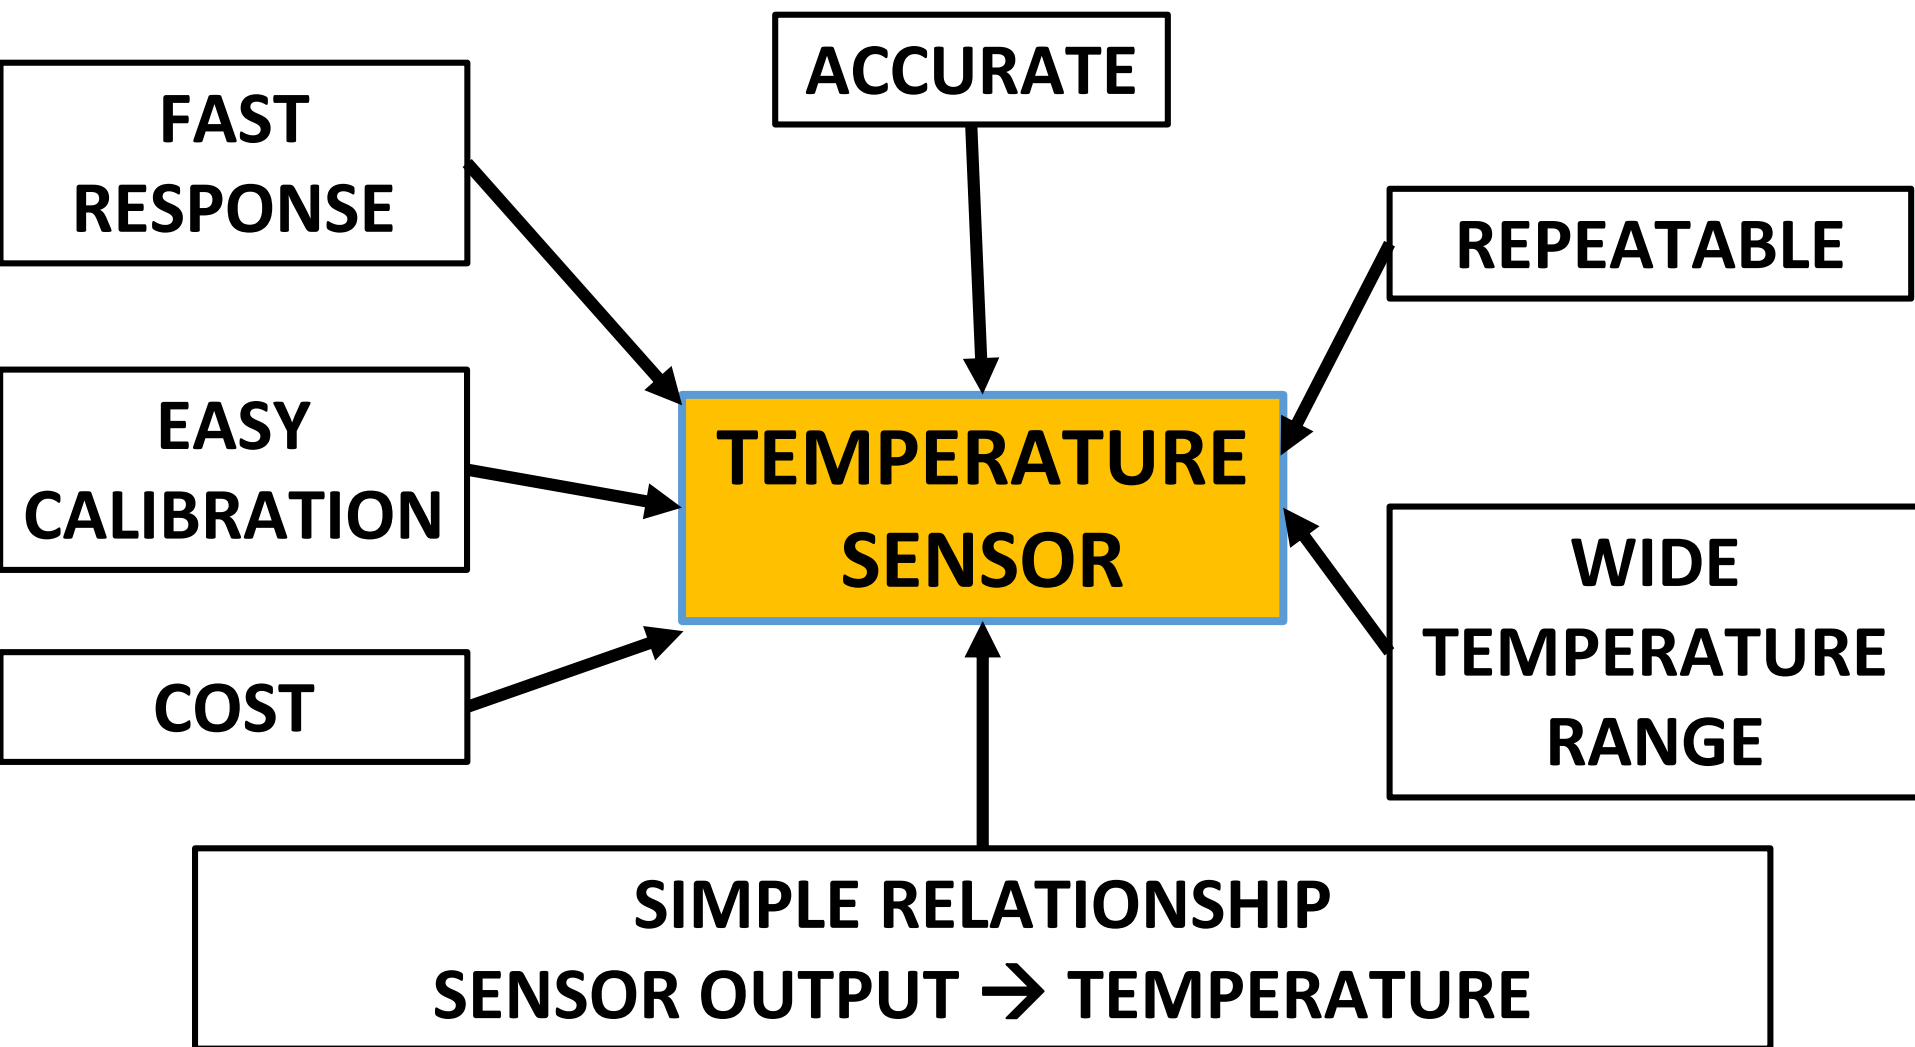 ACCURATE
FAST
RESPONSE
REPEATABLE
EASY
CALIBRATION
TEMPERATURE
SENSOR
WIDE
TEMPERATURE
RANGE
COST
SIMPLE RELATIONSHIP
SENSOR OUTPUT → TEMPERATURE